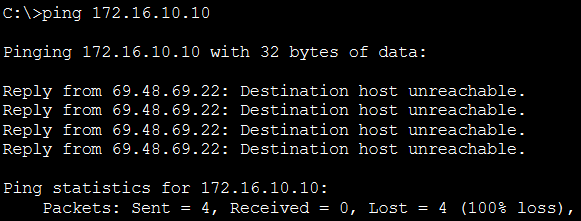 C:\>ping 172.16.10.10
Pinging 172.16.10.10 with 32 bytes of data:
Reply from 69.48.69.22: Destination host unreachable.
Reply from 69.48.69.22: Destination host unreachable.
Reply from 69.48.69.22: Destination host unreachable.
Reply from 69.48.69.22: Destination host unreachable.
Ping statistics for 172.16.10.10:
    Packets: Sent = 4, Received = 0, Lost = 4 (100% loss),